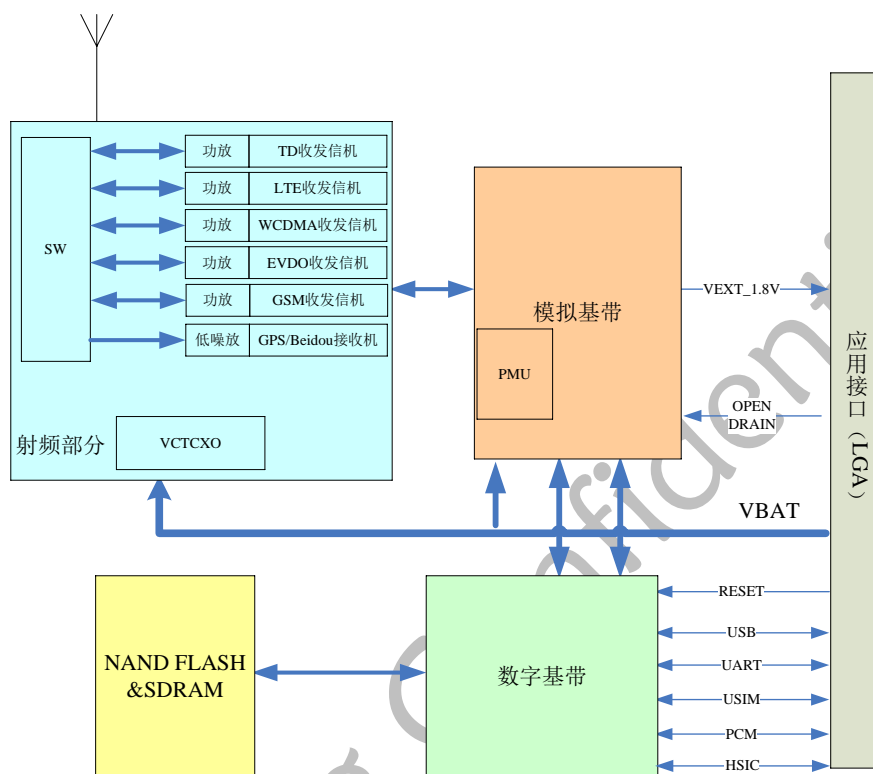 SW
功放
TD收发信机
功放
LTE收发信机
功放
WCDMA收发信机
功放
EVDO收发信机
功放
GSM收发信机
低噪放
GPS/Beidou接收机
射频部分
VCTCXO
模拟基带
PMU
VEXT_1.8V
OPEN
DRAIN
VBAT
应用接口（LGA）
NAND FLASH
&SDRAM
数字基带
RESET
USB
UART
USIM
PCM
HSIC